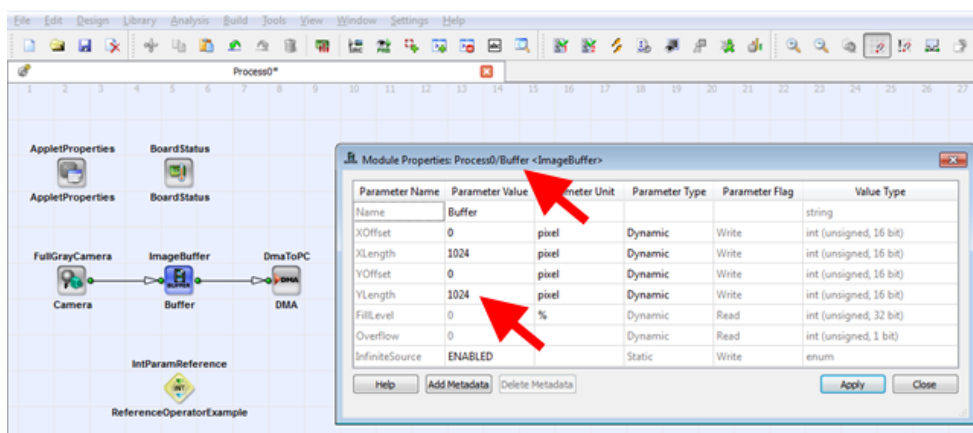 File Edit Design Library Analysis Build Tools View Window Settings Help
Process0*
1 2 3 4 5 6 7 8 9 10 11 12 13 14 15 16 17 18 19 20 21 22 23 24 25 26 27
AppletProperties BoardStatus
AppletProperties BoardStatus
FullGrayCamera ImageBuffer DmaToPC
BUFFER DMA
Camera Buffer DMA
IntParamReference
INT
ReferenceOperatorExample
Module Properties: Process0/Buffer <ImageBuffer>
Parameter Name Parameter Value meter Unit Parameter Type Parameter Flag Value Type
Name Buffer string
XOffset 0 pixel Dynamic Write int (unsigned, 16 bit)
XLength 1024 pixel Dynamic Write int (unsigned, 16 bit)
YOffset 0 pixel Dynamic Write int (unsigned, 16 bit)
YLength 1024 pixel Dynamic Write int (unsigned, 16 bit)
FillLevel 0 % Dynamic Read int (unsigned, 32 bit)
Overflow 0 Dynamic Read int (unsigned, 1 bit)
InfiniteSource ENABLED Static Write enum
Help Add Metadata Delete Metadata Apply Close